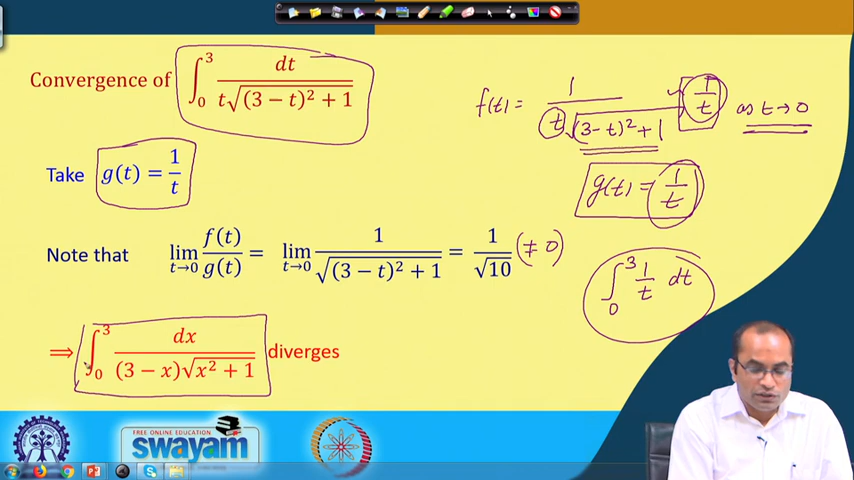 Convergence of ∫₀³ dt / (t√((3 − t)² + 1))
f(t) = 1 / (t√((3−t)²+1)) ~ 1/t as t→0
Take g(t) = 1/t
g(t) = 1/t
Note that lim t→0 f(t)/g(t) = lim t→0 1/√((3 − t)² + 1) = 1/√10 (≠ 0)
∫₀³ 1/t dt
⟹ ∫₀³ dx / ((3 − x)√(x² + 1)) diverges
FREE ONLINE EDUCATION
swayam